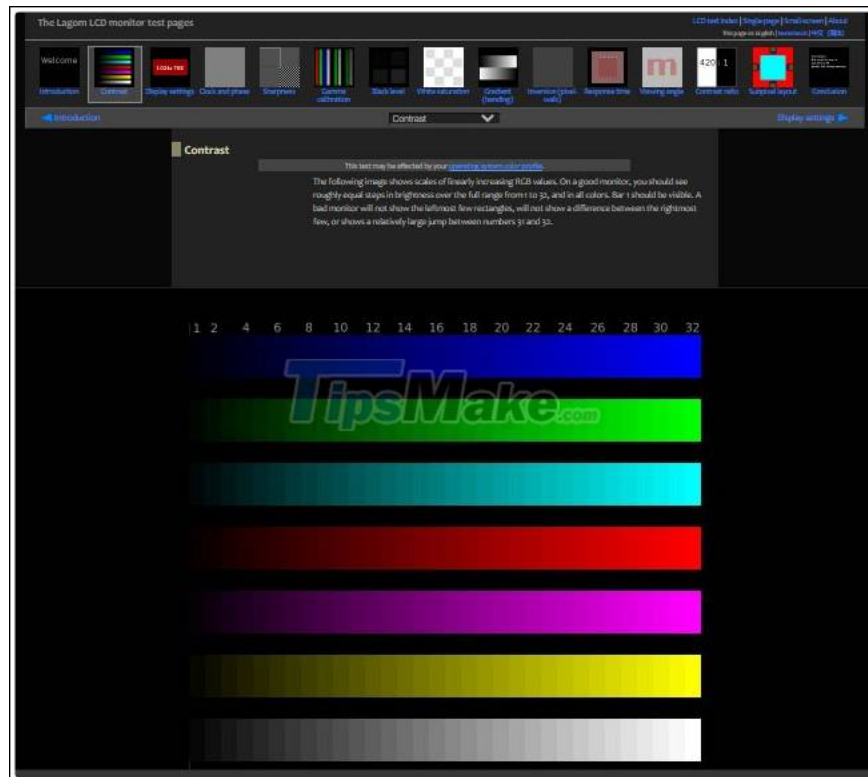 The Lagom LCD monitor test pages
LCD test index | Single page | Small screen | About
This page in English
Welcome
420 : 1
m
Introduction
Contrast
Display settings
Clock and phase
Sharpness
Gamma calibration
Black level
White saturation
Gradient (banding)
Inversion (pixel-walk)
Response time
Viewing angle
Contrast ratio
Subpixel layout
Conclusion
Introduction
Contrast
Display settings
Contrast
This test may be affected by your operating system color profile.
The following image shows scales of linearly increasing RGB values. On a good monitor, you should see
roughly equal steps in brightness over the full range from 1 to 32, and in all colors. Bar 1 should be visible. A
bad monitor will not show the leftmost few rectangles, will not show a difference between the rightmost
few, or shows a relatively large jump between numbers 31 and 32.
1 2 4 6 8 10 12 14 16 18 20 22 24 26 28 30 32
TipsMake.com